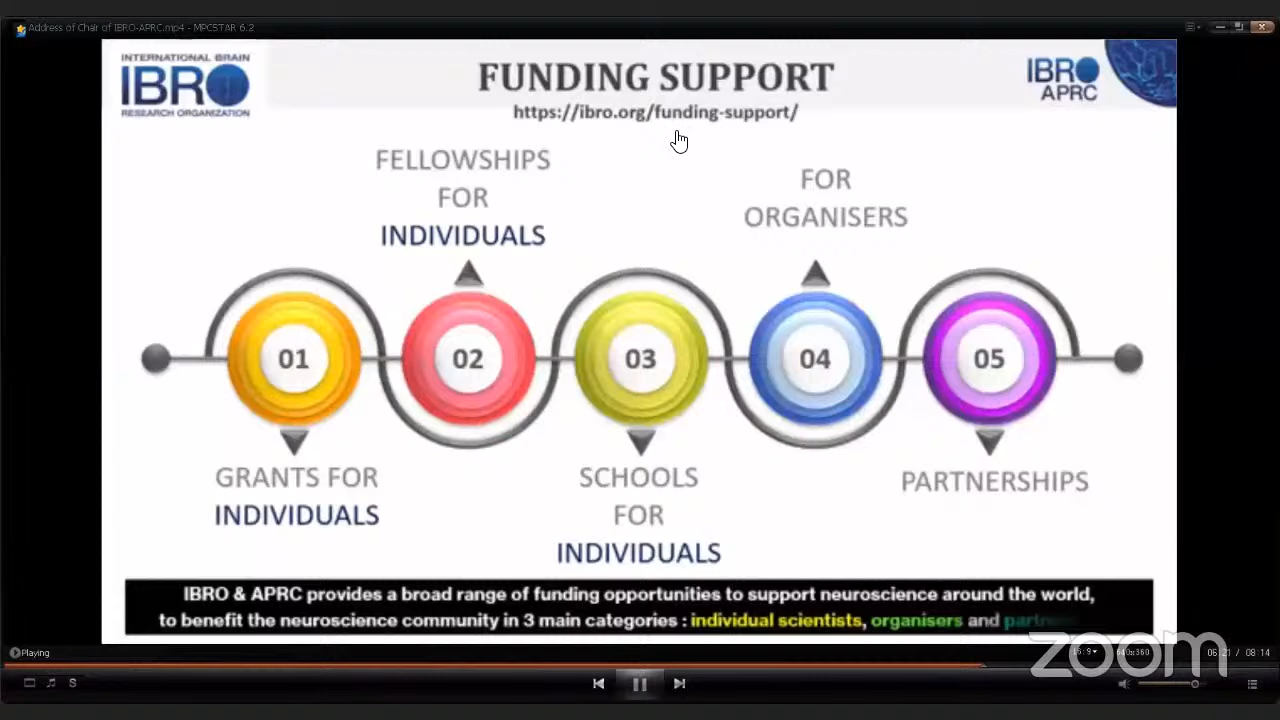 Address of Chair of IBRO-APRC.mp4 - MPCSTAR 6.2
INTERNATIONAL BRAIN
IBRO
RESEARCH ORGANIZATION
FUNDING SUPPORT
https://ibro.org/funding-support/
IBRO
APRC
FELLOWSHIPS
FOR
INDIVIDUALS
FOR
ORGANISERS
01
02
03
04
05
GRANTS FOR
INDIVIDUALS
SCHOOLS
FOR
INDIVIDUALS
PARTNERSHIPS
IBRO & APRC provides a broad range of funding opportunities to support neuroscience around the world,
to benefit the neuroscience community in 3 main categories : individual scientists, organisers and
zoom
Playing
16:9
640x360
06:21 / 08:14
S